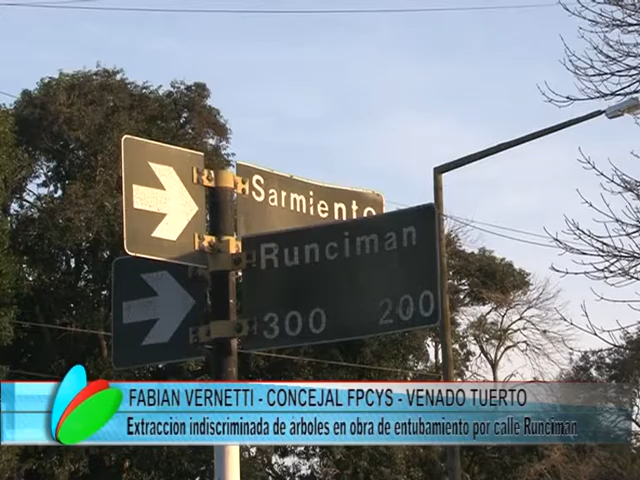 Sarmiento
Runciman
300 200
FABIAN VERNETTI - CONCEJAL FPCYS - VENADO TUERTO
Extracción indiscriminada de árboles en obra de entubamiento por calle Runciman